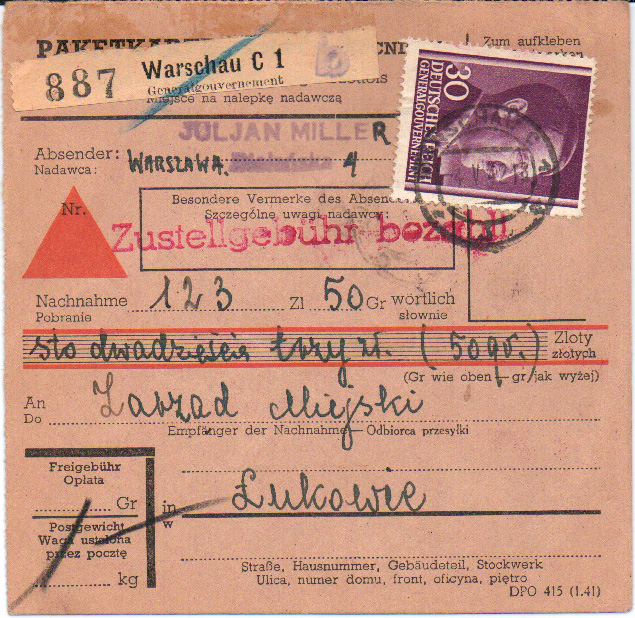 PAKETKARTE
Zum aufkleben
887 Warschau C 1
Generalgouvernement
Miejsce na nalepkę nadawczą
30 DEUTSCHES REICH
GENERALGOUVERNEMENT
JULJAN MILLER
Absender:
Nadawca:
WARSZAWA. Bielańska 4
Nr.
Besondere Vermerke des Absen
Szczególne uwagi nadawcy:
Zustellgebühr bezahlt
Nachnahme 123 Zl 50 Gr wörtlich
Pobranie słownie
sto dwadzieścia trzy zł. (50 gr.) Zloty
złotych
(Gr wie oben – gr jak wyżej)
An Zarząd Miejski
Do
Empfänger der Nachnahme – Odbiorca przesyłki
Freigebühr
Opłata
Gr
in Łukowie
w
Postgewicht
Waga ustalona
przez pocztę
kg
Straße, Hausnummer, Gebäudeteil, Stockwerk
Ulica, numer domu, front, oficyna, piętro
DPO 415 (1.41)